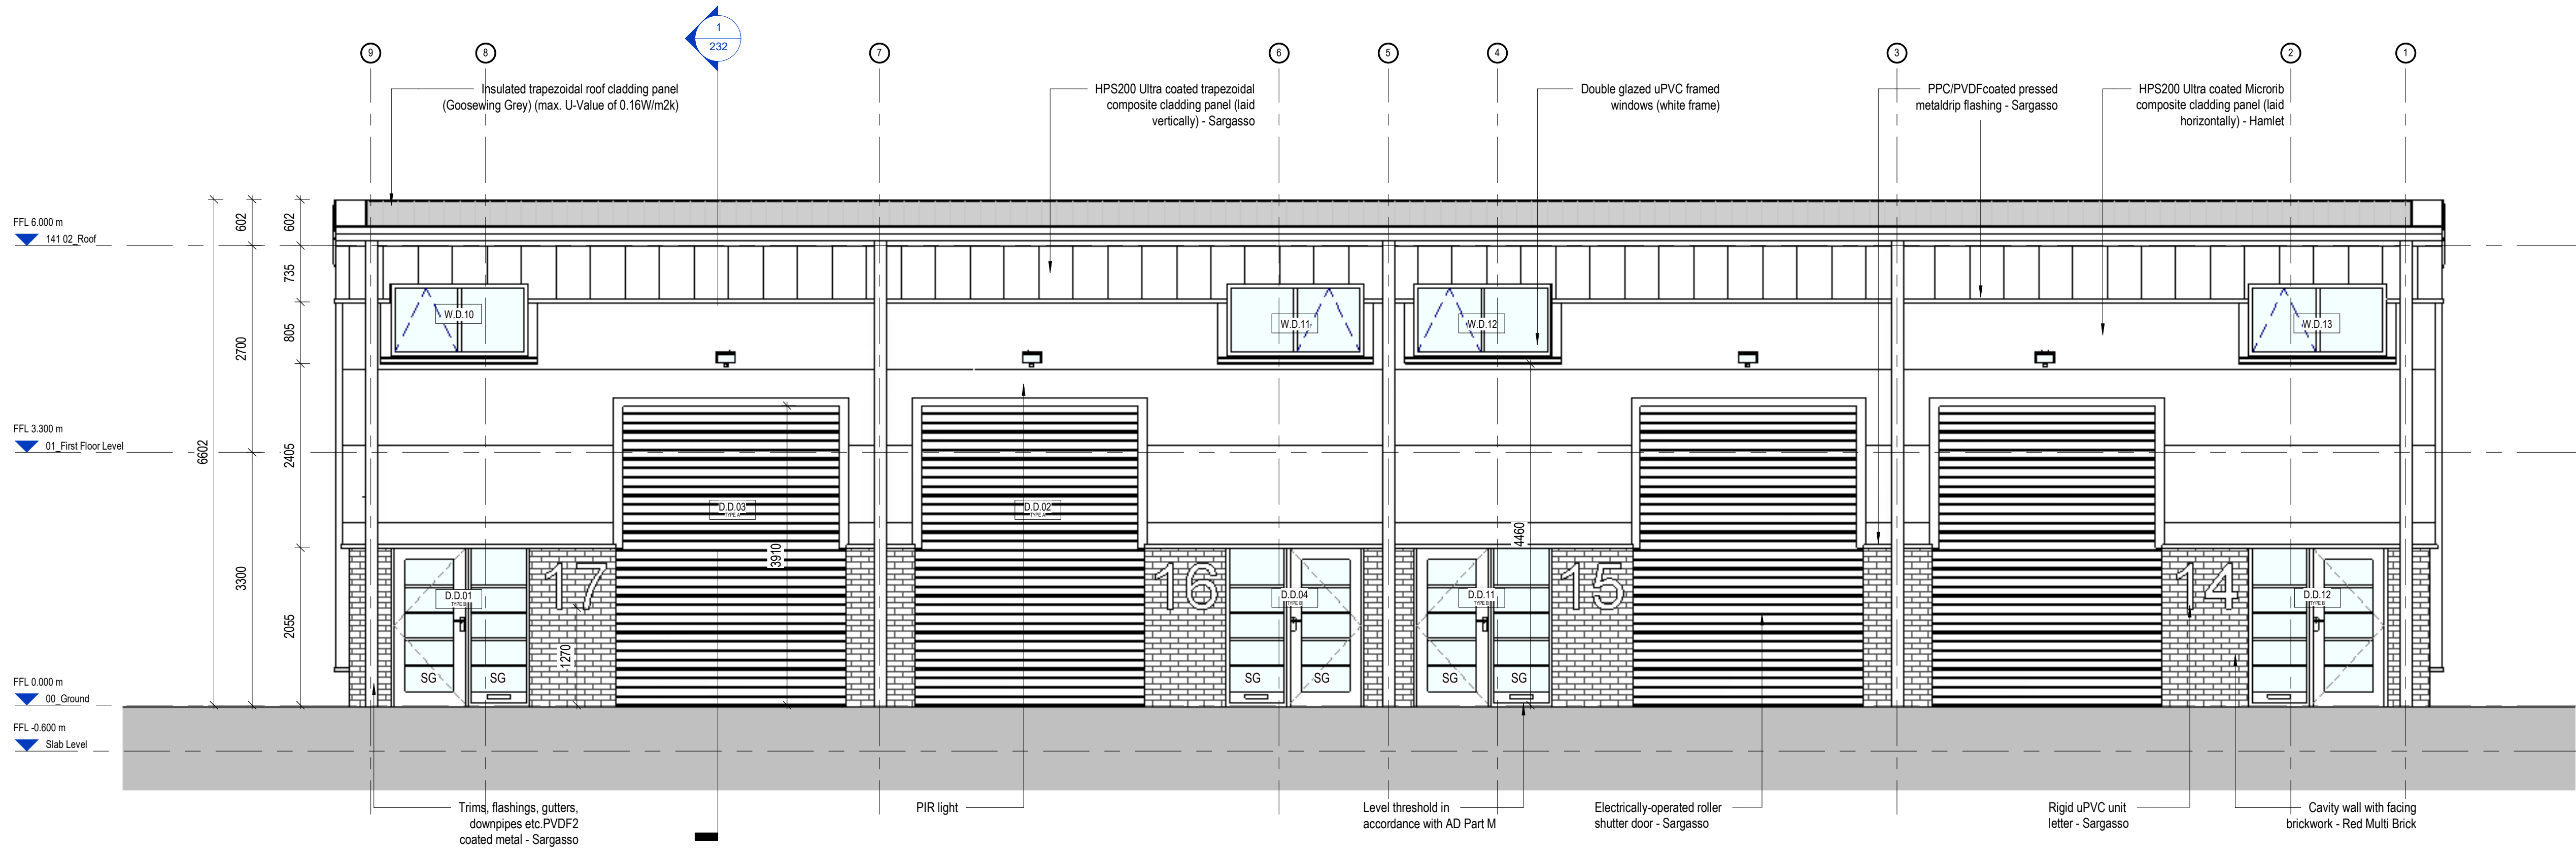 1
232
9
8
7
6
5
4
3
2
1
Insulated trapezoidal roof cladding panel
(Goosewing Grey) (max. U-Value of 0.16W/m2k)
HPS200 Ultra coated trapezoidal
composite cladding panel (laid
vertically) - Sargasso
Double glazed uPVC framed
windows (white frame)
PPC/PVDFcoated pressed
metaldrip flashing - Sargasso
HPS200 Ultra coated Microrib
composite cladding panel (laid
horizontally) - Hamlet
FFL 6.000 m
141 02_Roof
FFL 3.300 m
01_First Floor Level
FFL 0.000 m
00_Ground
FFL -0.600 m
Slab Level
6602
602
2700
3300
602
735
805
2405
2055
W.D.10
W.D.11
W.D.12
W.D.13
D.D.03
TYPE A
D.D.02
TYPE A
3910
4460
1270
17
16
15
14
D.D.01
TYPE B
D.D.04
TYPE B
D.D.11
TYPE B
D.D.12
TYPE B
SG
SG
SG
SG
SG
SG
Trims, flashings, gutters,
downpipes etc.PVDF2
coated metal - Sargasso
PIR light
Level threshold in
accordance with AD Part M
Electrically-operated roller
shutter door - Sargasso
Rigid uPVC unit
letter - Sargasso
Cavity wall with facing
brickwork - Red Multi Brick